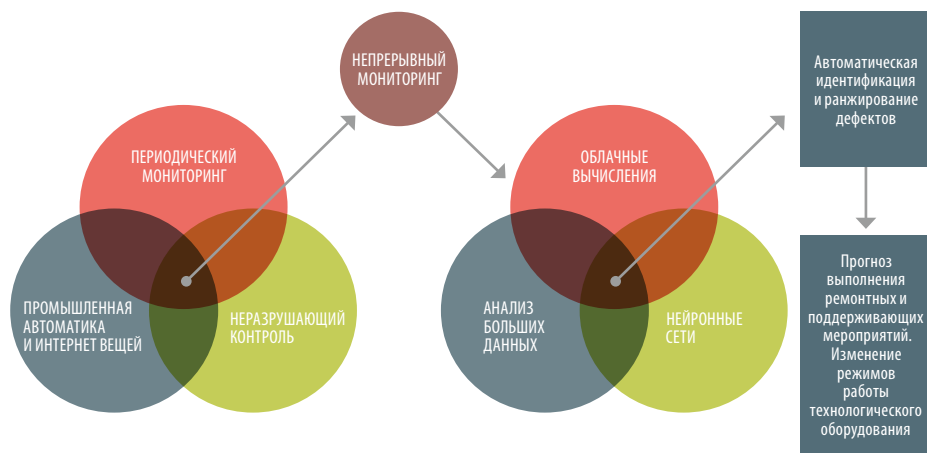 НЕПРЕРЫВНЫЙ
МОНИТОРИНГ
ПЕРИОДИЧЕСКИЙ
МОНИТОРИНГ
ПРОМЫШЛЕННАЯ
АВТОМАТИКА
И ИНТЕРНЕТ ВЕЩЕЙ
НЕРАЗРУШАЮЩИЙ
КОНТРОЛЬ
ОБЛАЧНЫЕ
ВЫЧИСЛЕНИЯ
АНАЛИЗ
БОЛЬШИХ
ДАННЫХ
НЕЙРОННЫЕ
СЕТИ
Автоматическая
идентификация
и ранжирование
дефектов
Прогноз
выполнения
ремонтных и
поддерживающих
мероприятий.
Изменение
режимов
работы
технологического
оборудования